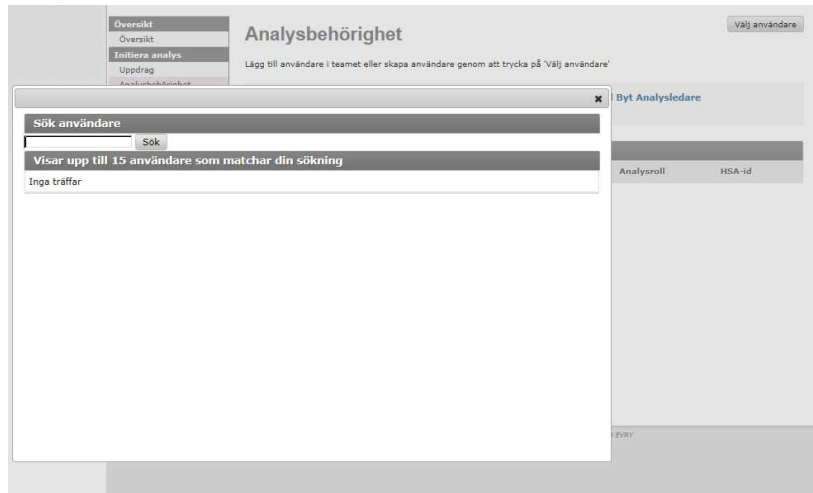 Översikt
Översikt
Initiera analys
Uppdrag
Analysbehörighet
Analysbehörighet
Välj användare
Lägg till användare i teamet eller skapa användare genom att trycka på 'Välj användare'
Byt Analysledare
Sök användare
Sök
Visar upp till 15 användare som matchar din sökning
Inga träffar
Analysroll
HSA-id
EVRY